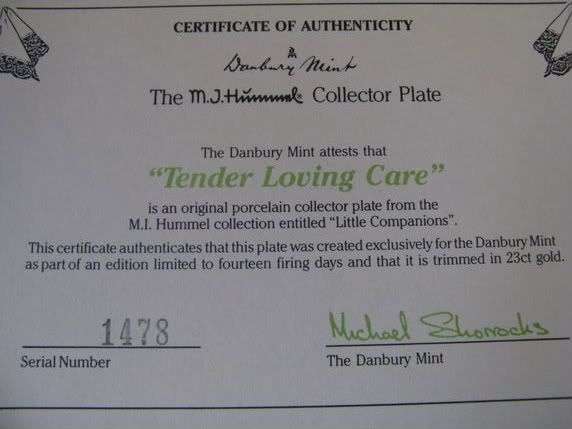 CERTIFICATE OF AUTHENTICITY
Danbury Mint
The M.J.Hummel® Collector Plate
The Danbury Mint attests that
“Tender Loving Care”
is an original porcelain collector plate from the
M.I. Hummel collection entitled “Little Companions”.
This certificate authenticates that this plate was created exclusively for the Danbury Mint
as part of an edition limited to fourteen firing days and that it is trimmed in 23ct gold.
1478
Serial Number
Michael Shorrocks
The Danbury Mint